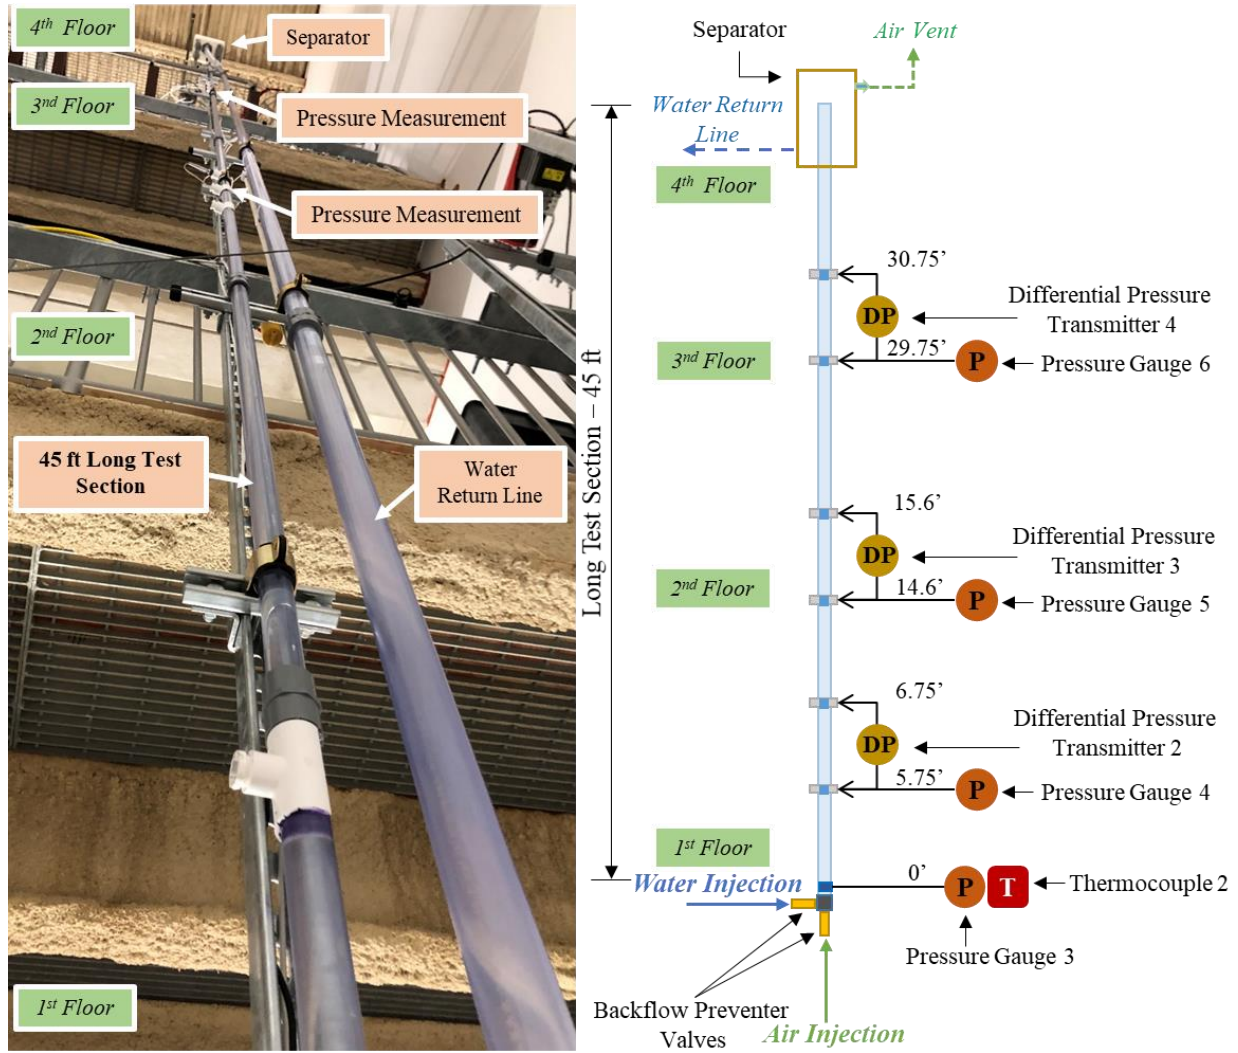 4th Floor
Separator
3nd Floor
Pressure Measurement
Pressure Measurement
2nd Floor
45 ft Long Test
Section
Water
Return Line
1st Floor
Separator
Air Vent
Water Return
Line
4th Floor
Long Test Section – 45 ft
30.75’
DP
Differential Pressure
Transmitter 4
29.75’
3nd Floor
P
Pressure Gauge 6
15.6’
DP
Differential Pressure
Transmitter 3
14.6’
2nd Floor
P
Pressure Gauge 5
6.75’
DP
Differential Pressure
Transmitter 2
5.75’
P
Pressure Gauge 4
1st Floor
0’
P
T
Thermocouple 2
Water Injection
Pressure Gauge 3
Backflow Preventer
Valves
Air Injection